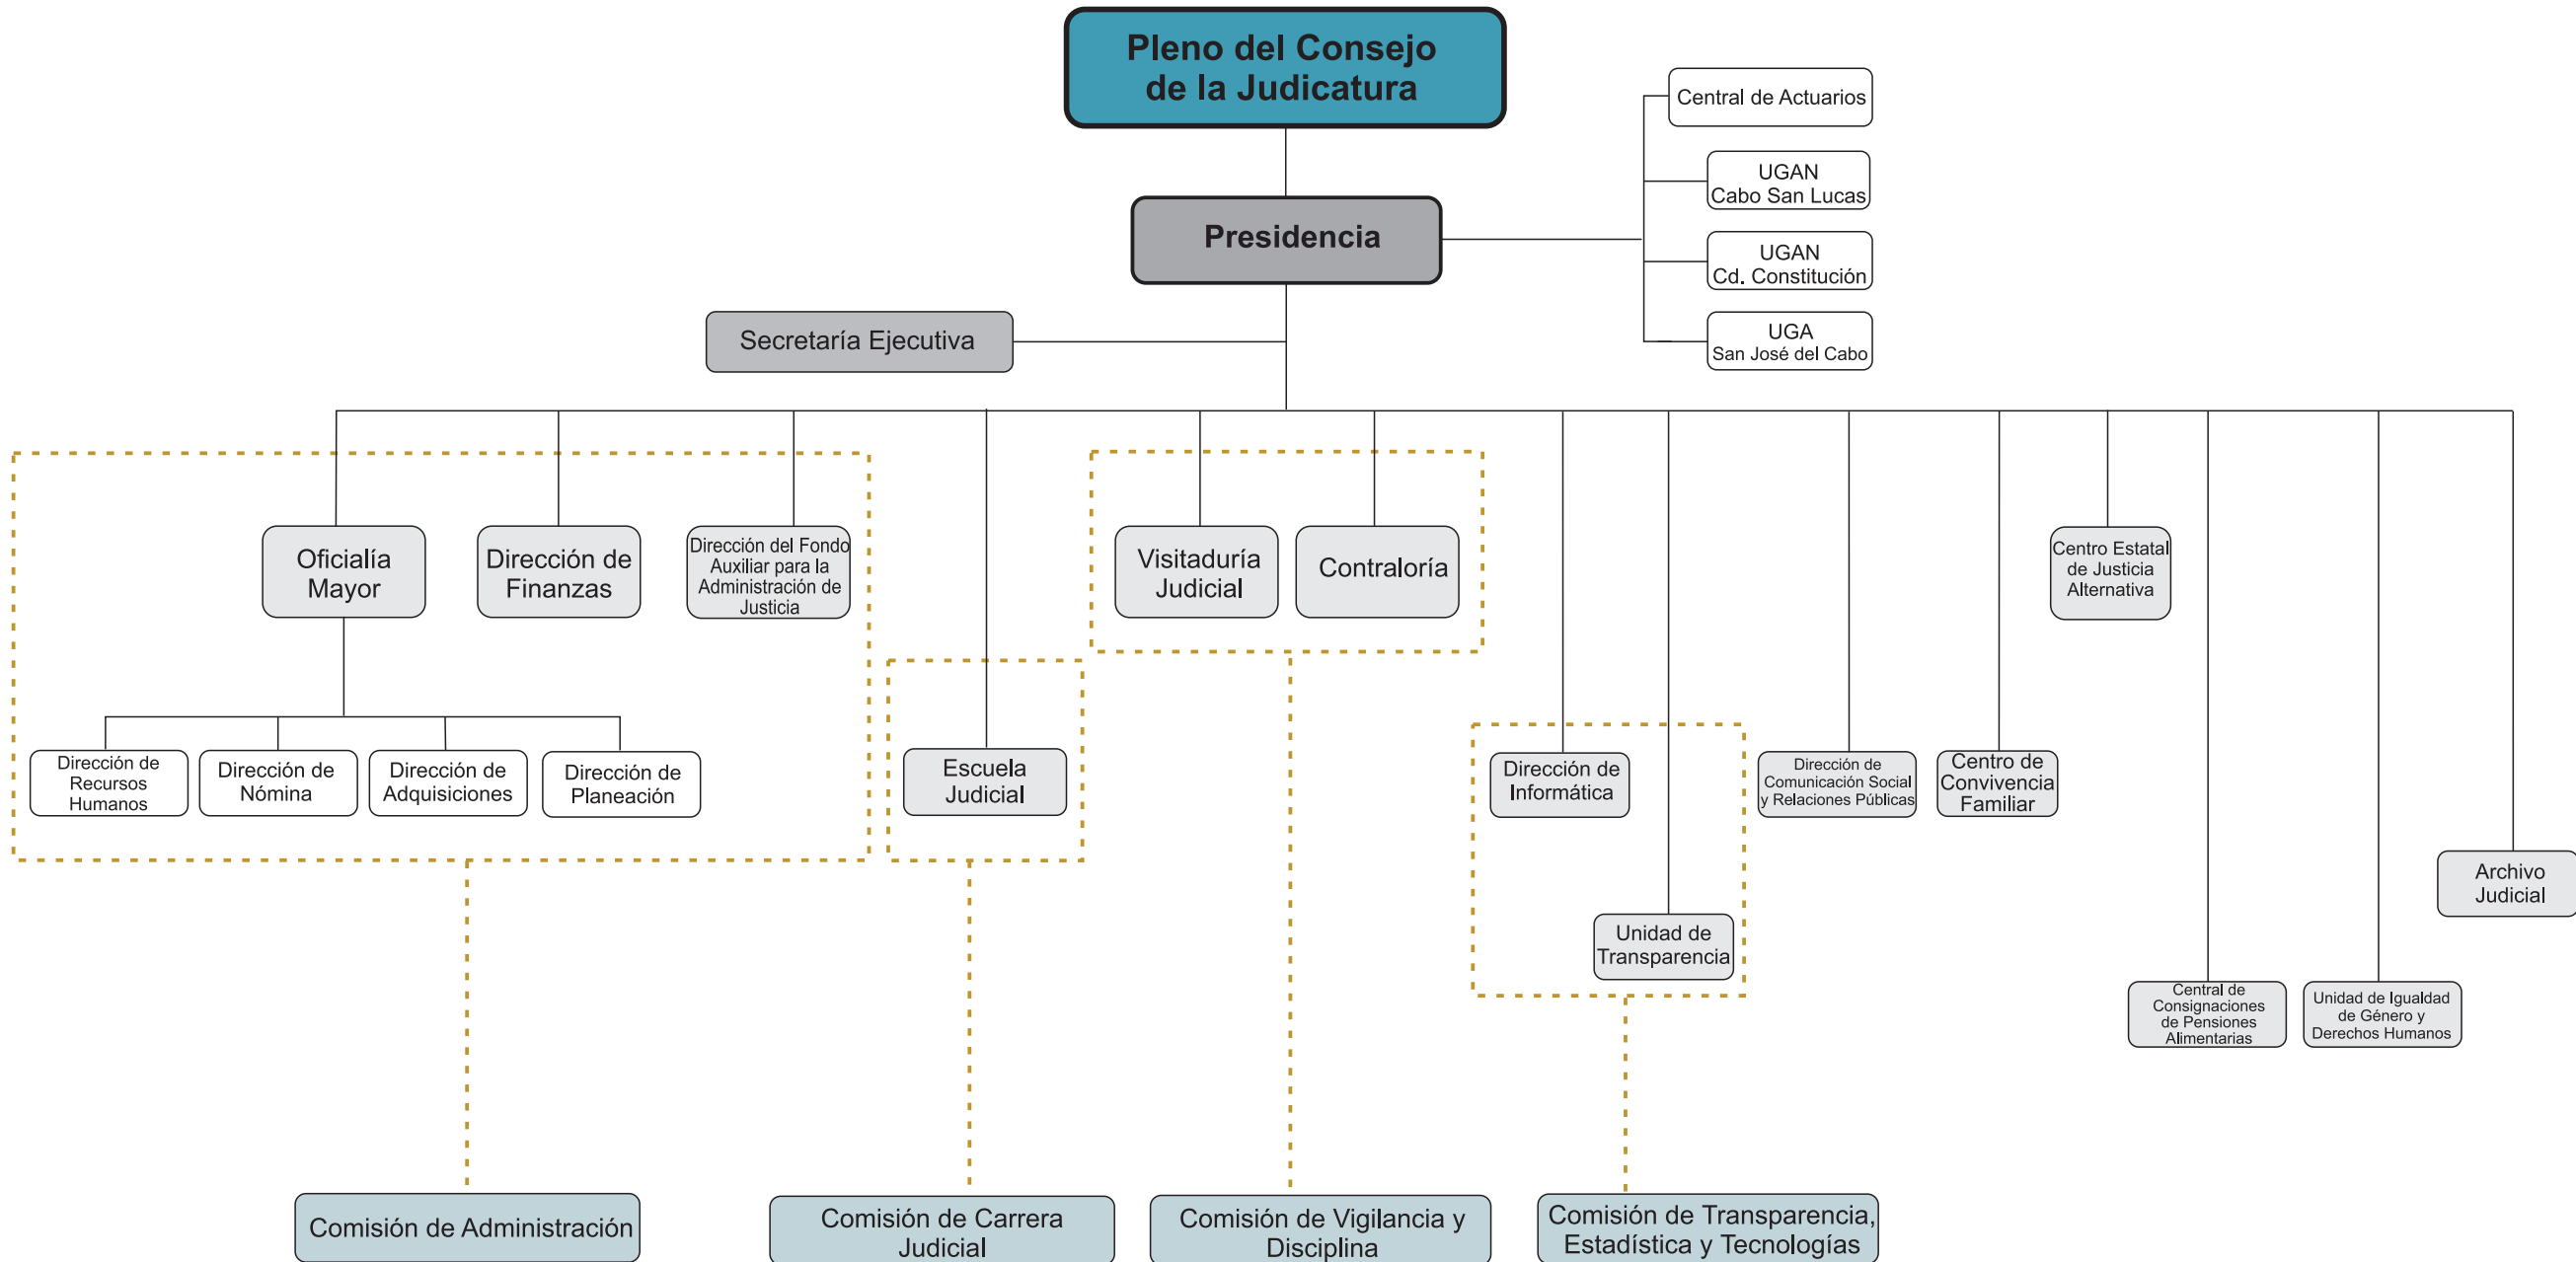 Pleno del Consejo
de la Judicatura
Central de Actuarios
UGAN
Cabo San Lucas
Presidencia
UGAN
Cd. Constitución
Secretaría Ejecutiva
UGA
San José del Cabo
Oficialía
Mayor
Dirección de
Finanzas
Dirección del Fondo
Auxiliar para la
Administración de
Justicia
Visitaduría
Judicial
Contraloría
Centro Estatal
de Justicia
Alternativa
Dirección de
Recursos
Humanos
Dirección de
Nómina
Dirección de
Adquisiciones
Dirección de
Planeación
Escuela
Judicial
Dirección de
Informática
Dirección de
Comunicación Social
y Relaciones Públicas
Centro de
Convivencia
Familiar
Archivo
Judicial
Unidad de
Transparencia
Central de
Consignaciones
de Pensiones
Alimentarias
Unidad de Igualdad
de Género y
Derechos Humanos
Comisión de Administración
Comisión de Carrera
Judicial
Comisión de Vigilancia y
Disciplina
Comisión de Transparencia,
Estadística y Tecnologías